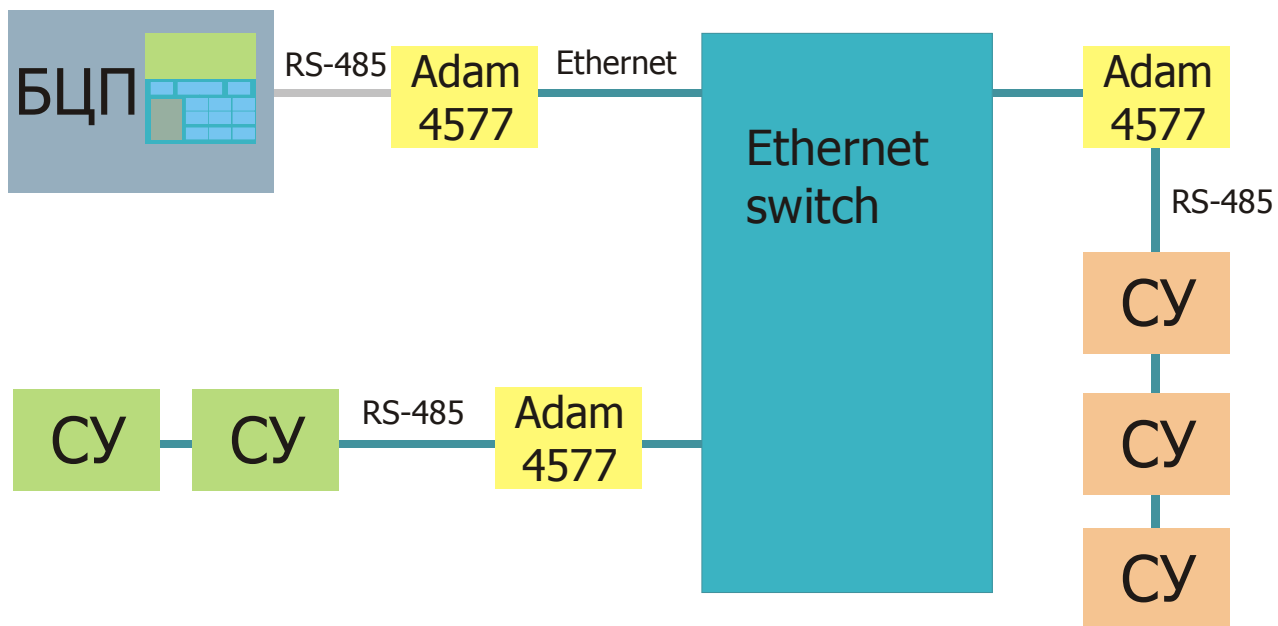 БЦП
RS-485
Adam
4577
Ethernet
Ethernet
switch
Adam
4577
RS-485
СУ
СУ
СУ
СУ
СУ
RS-485
Adam
4577